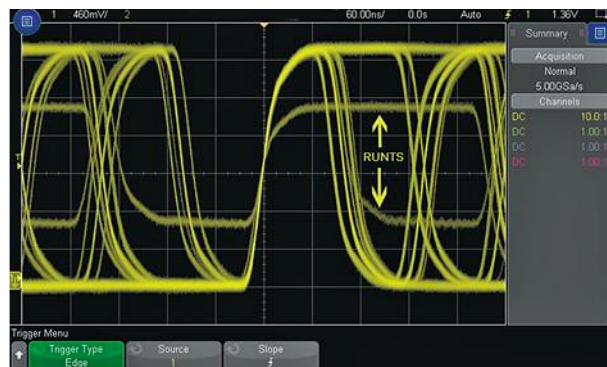 1 460mV/ 2 60.00ns/ 0.0s Auto 1 1.36V
Summary
Acquisition
Normal
5.00GSa/s
Channels
DC 10.0:1
DC 1.00:1
DC 1.00:1
DC 1.00:1
RUNTS
T
Trigger Menu
Trigger Type
Edge
Source
1
Slope